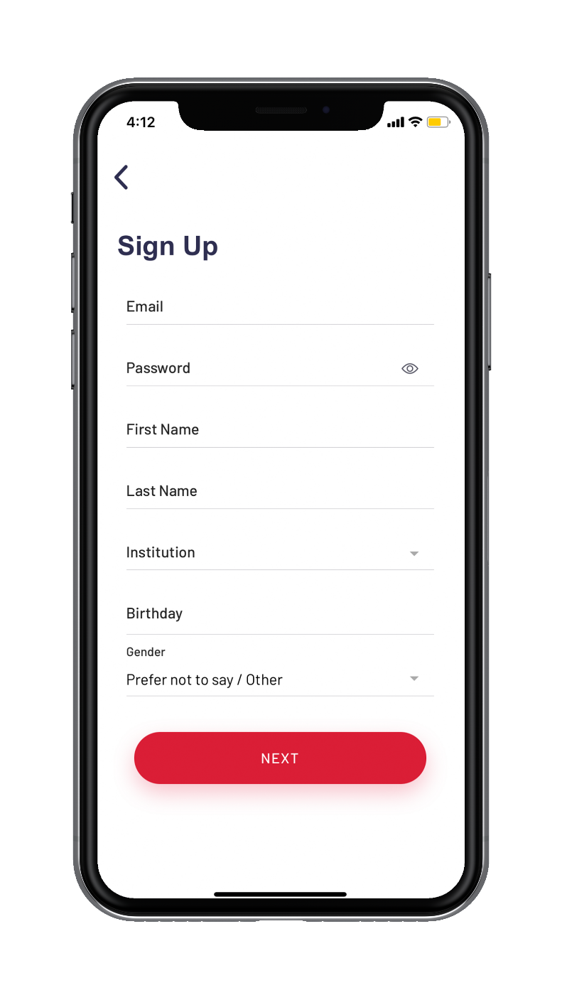 4:12
Sign Up
Email
Password
First Name
Last Name
Institution
Birthday
Gender
Prefer not to say / Other
NEXT